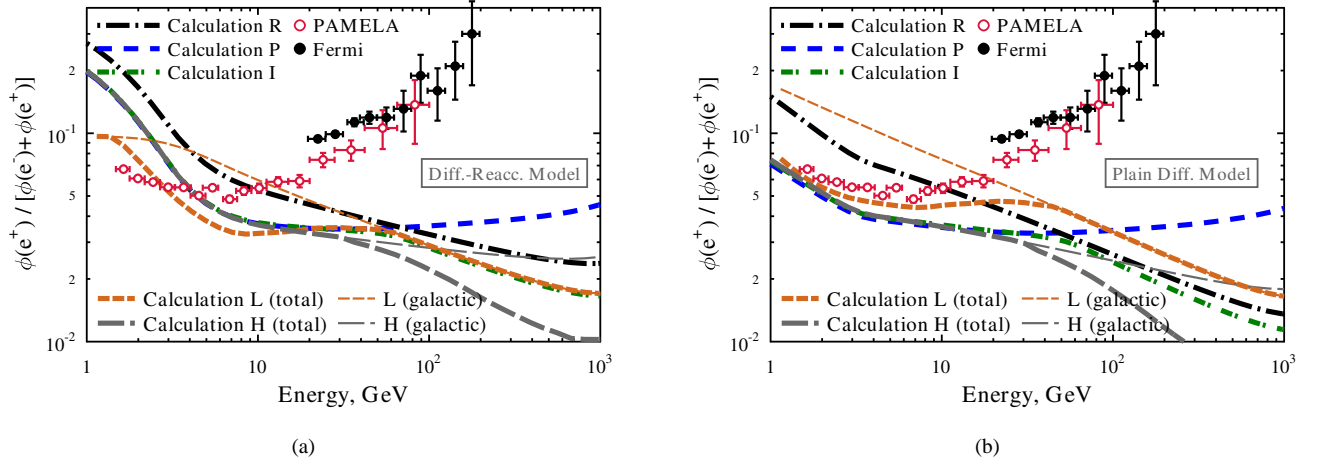 Calculation R
PAMELA
Calculation P
Fermi
Calculation I
2
10⁻¹
5
2
10⁻²
ϕ(e⁺) / [ϕ(e⁻)+ ϕ(e⁺)]
Diff.-Reacc. Model
Calculation L (total)
L (galactic)
Calculation H (total)
H (galactic)
1
10
10²
10³
Energy, GeV
(a)
Calculation R
PAMELA
Calculation P
Fermi
Calculation I
2
10⁻¹
5
2
10⁻²
ϕ(e⁺) / [ϕ(e⁻)+ ϕ(e⁺)]
Plain Diff. Model
Calculation L (total)
L (galactic)
Calculation H (total)
H (galactic)
1
10
10²
10³
Energy, GeV
(b)